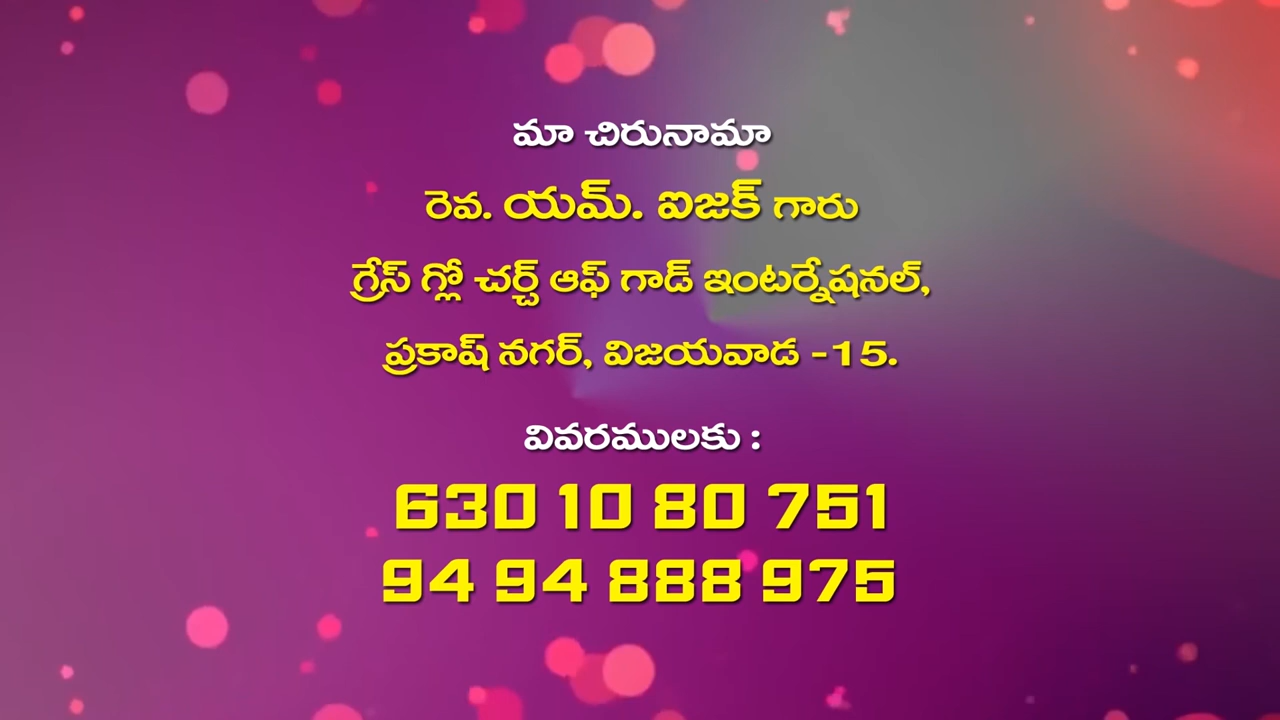 మా చిరునామా
రెవ. యమ్. ఐజక్ గారు
గ్రేస్ గ్లో చర్చ్ ఆఫ్ గాడ్ ఇంటర్నేషనల్,
ప్రకాష్ నగర్, విజయవాడ -15.
వివరములకు :
630 10 80 751
94 94 888 975